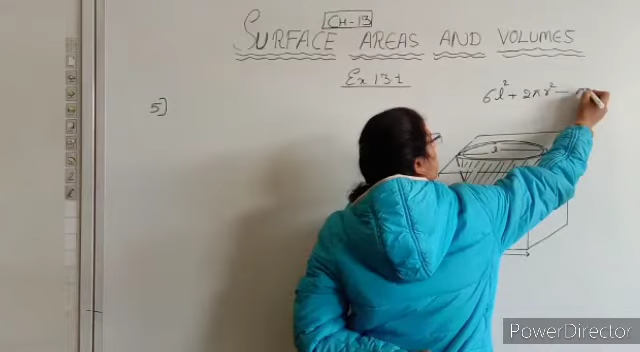 CH-13
SURFACE AREAS AND VOLUMES
Ex 13.1
5]
6l² + 2πr² −
l
PowerDirector